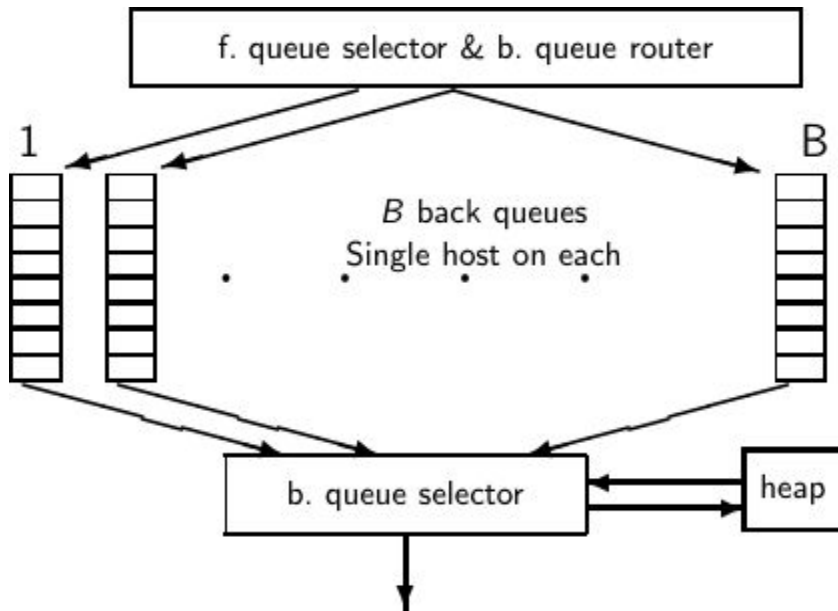 f. queue selector & b. queue router
1
B
B back queues
Single host on each
b. queue selector
heap